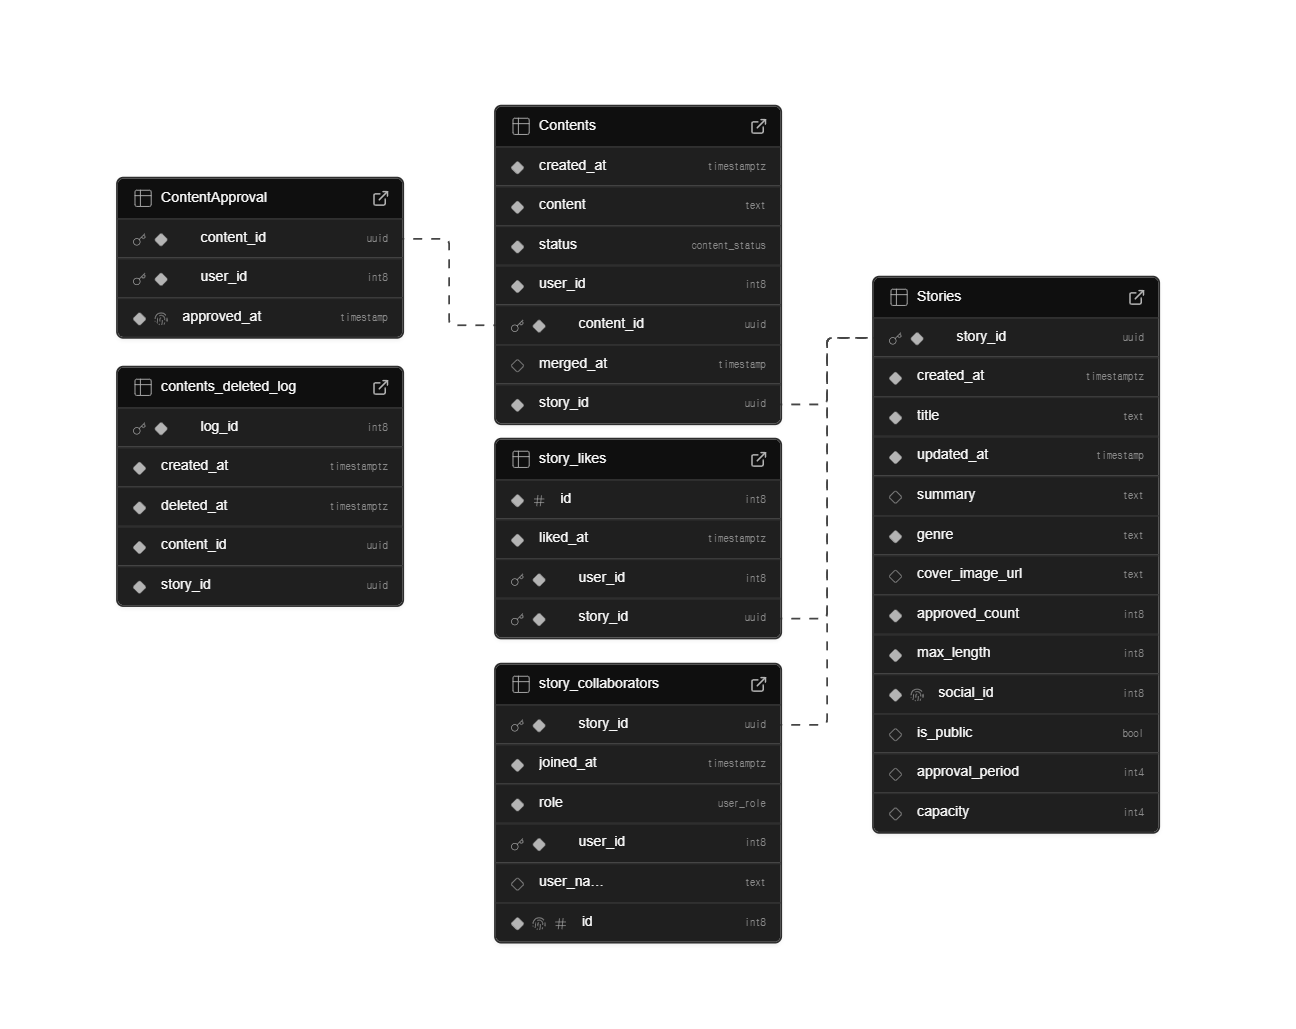 ContentApproval
content_id uuid
user_id int8
approved_at timestamp
contents_deleted_log
log_id int8
created_at timestamptz
deleted_at timestamptz
content_id uuid
story_id uuid
Contents
created_at timestamptz
content text
status content_status
user_id int8
content_id uuid
merged_at timestamp
story_id uuid
story_likes
# id int8
liked_at timestamptz
user_id int8
story_id uuid
story_collaborators
story_id uuid
joined_at timestamptz
role user_role
user_id int8
user_na... text
# id int8
Stories
story_id uuid
created_at timestamptz
title text
updated_at timestamp
summary text
genre text
cover_image_url text
approved_count int8
max_length int8
social_id int8
is_public bool
approval_period int4
capacity int4